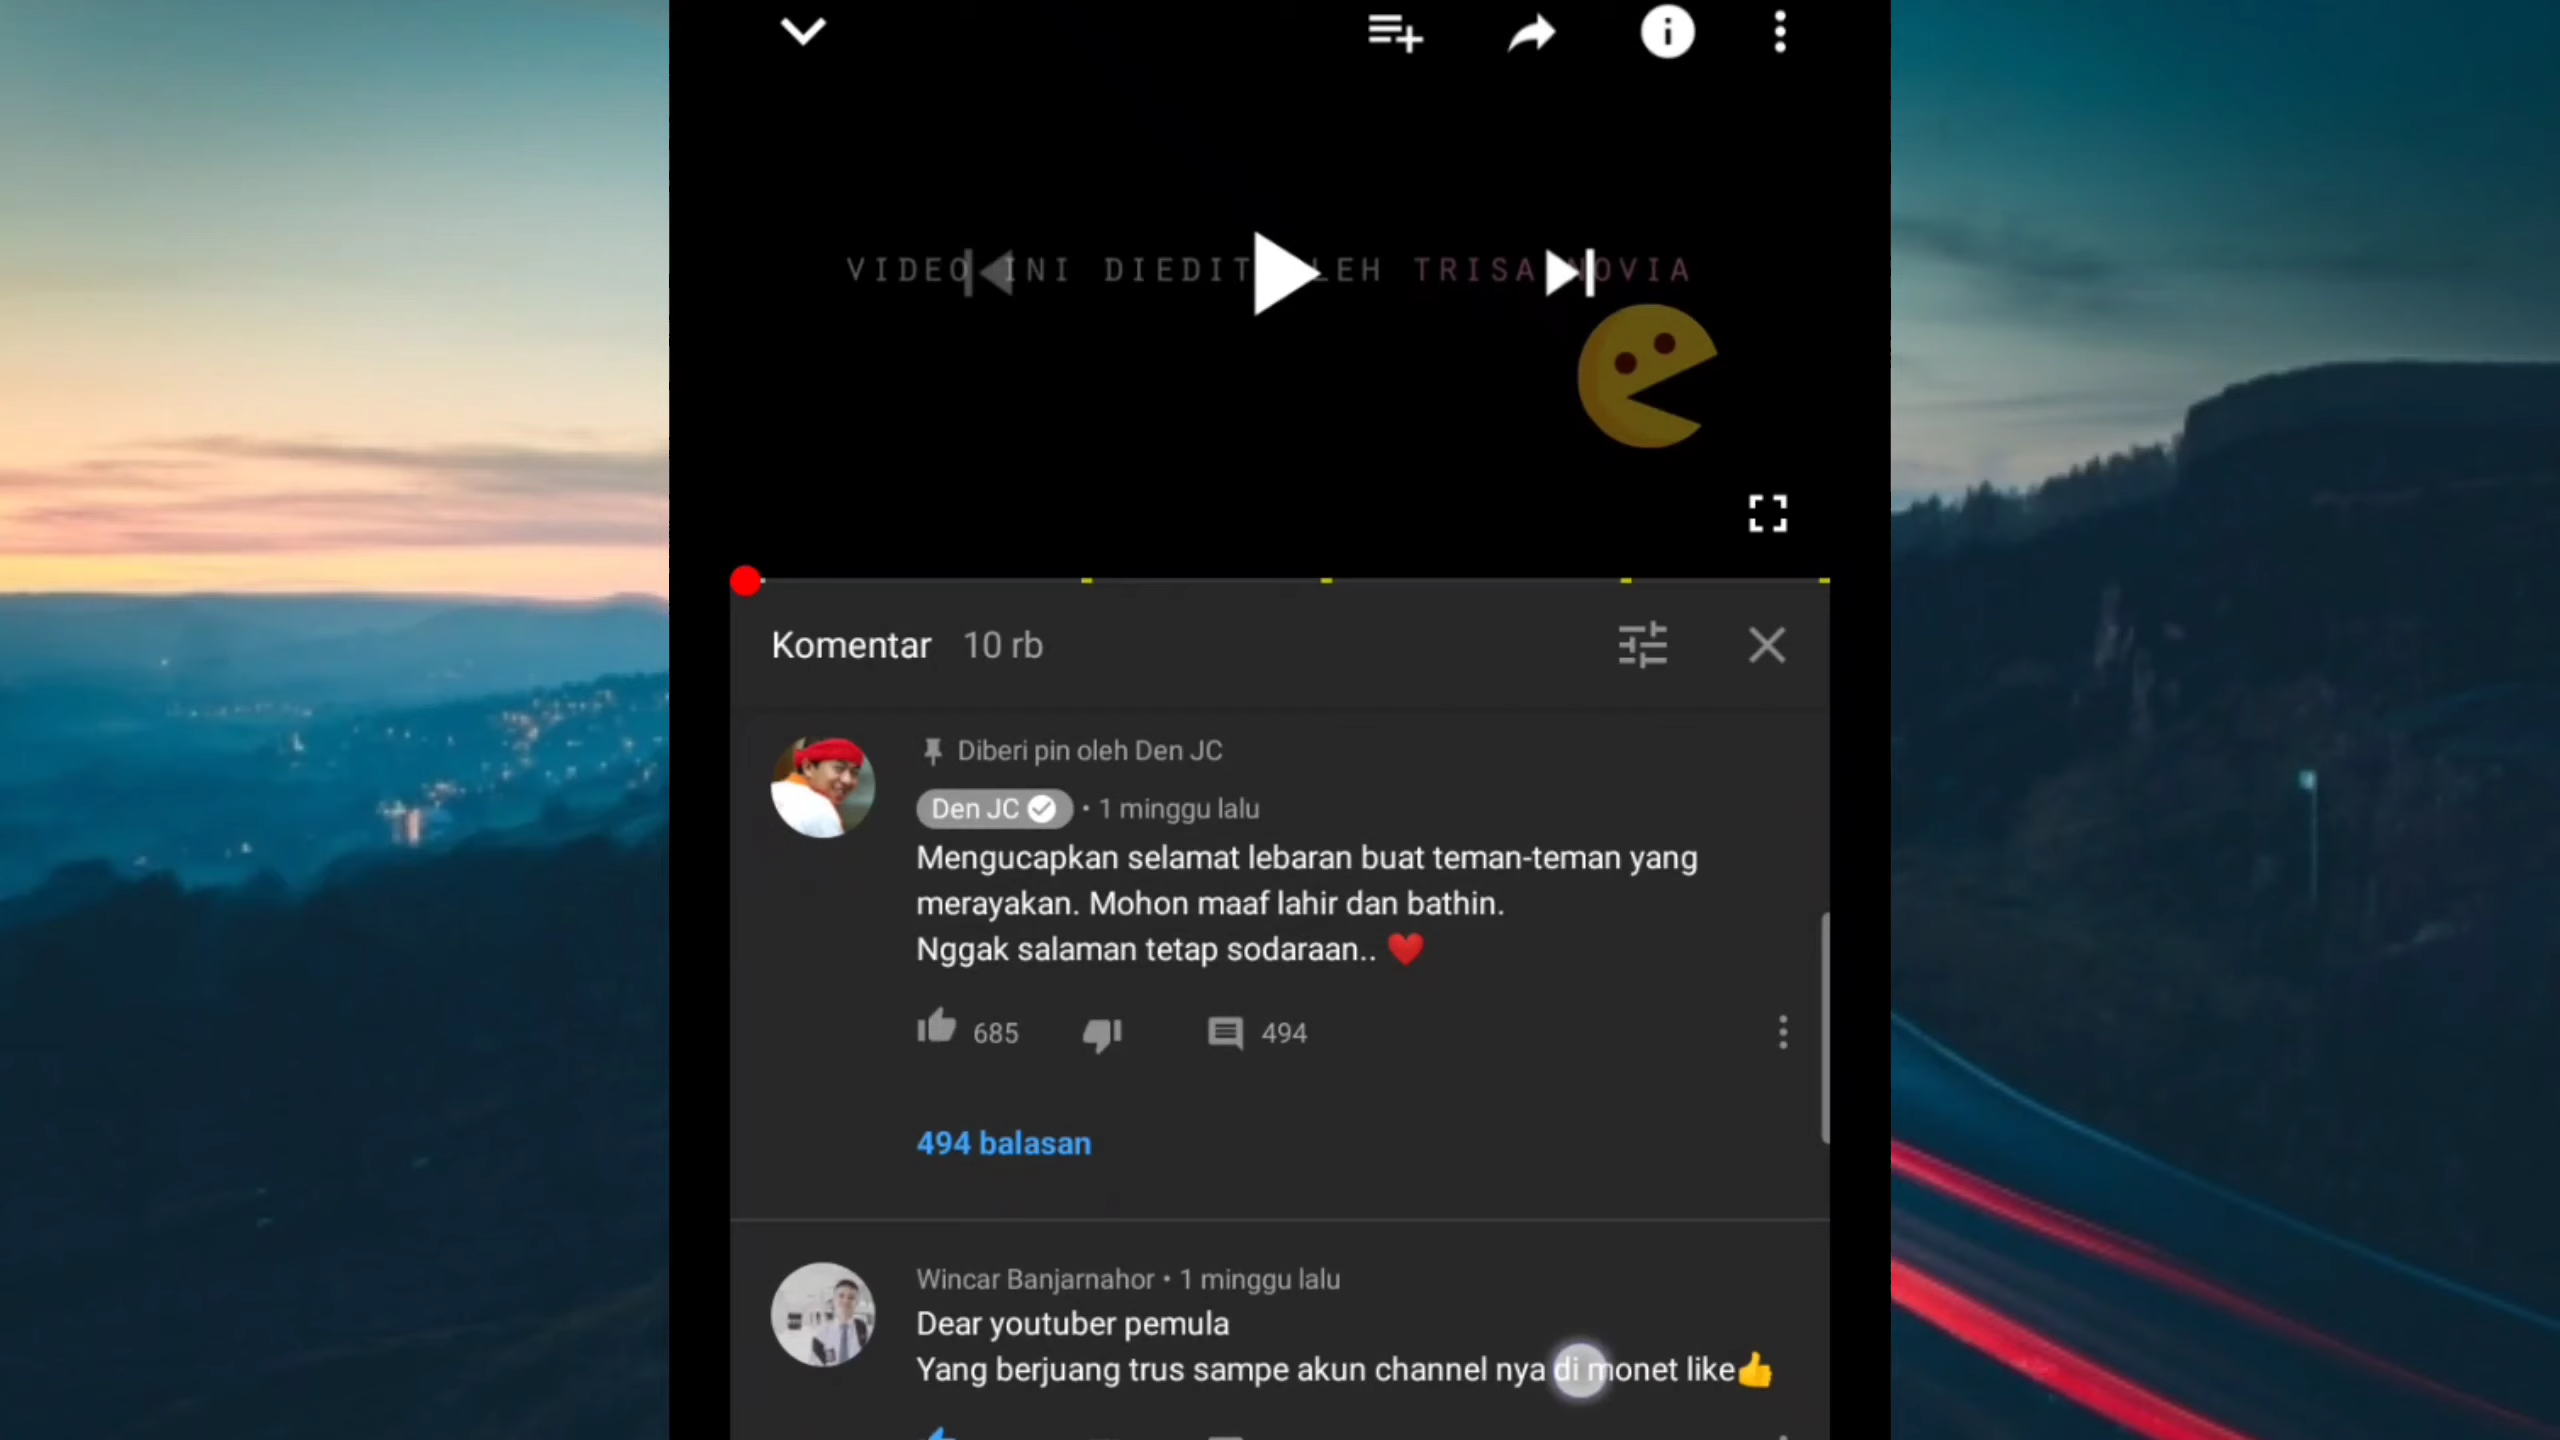 VIDEO INI DIEDIT OLEH TRISA NOVIA
Komentar 10 rb
Diberi pin oleh Den JC
Den JC • 1 minggu lalu
Mengucapkan selamat lebaran buat teman-teman yang
merayakan. Mohon maaf lahir dan bathin.
Nggak salaman tetap sodaraan.. ❤️
685 494
494 balasan
Wincar Banjarnahor • 1 minggu lalu
Dear youtuber pemula
Yang berjuang trus sampe akun channel nya di monet like👍